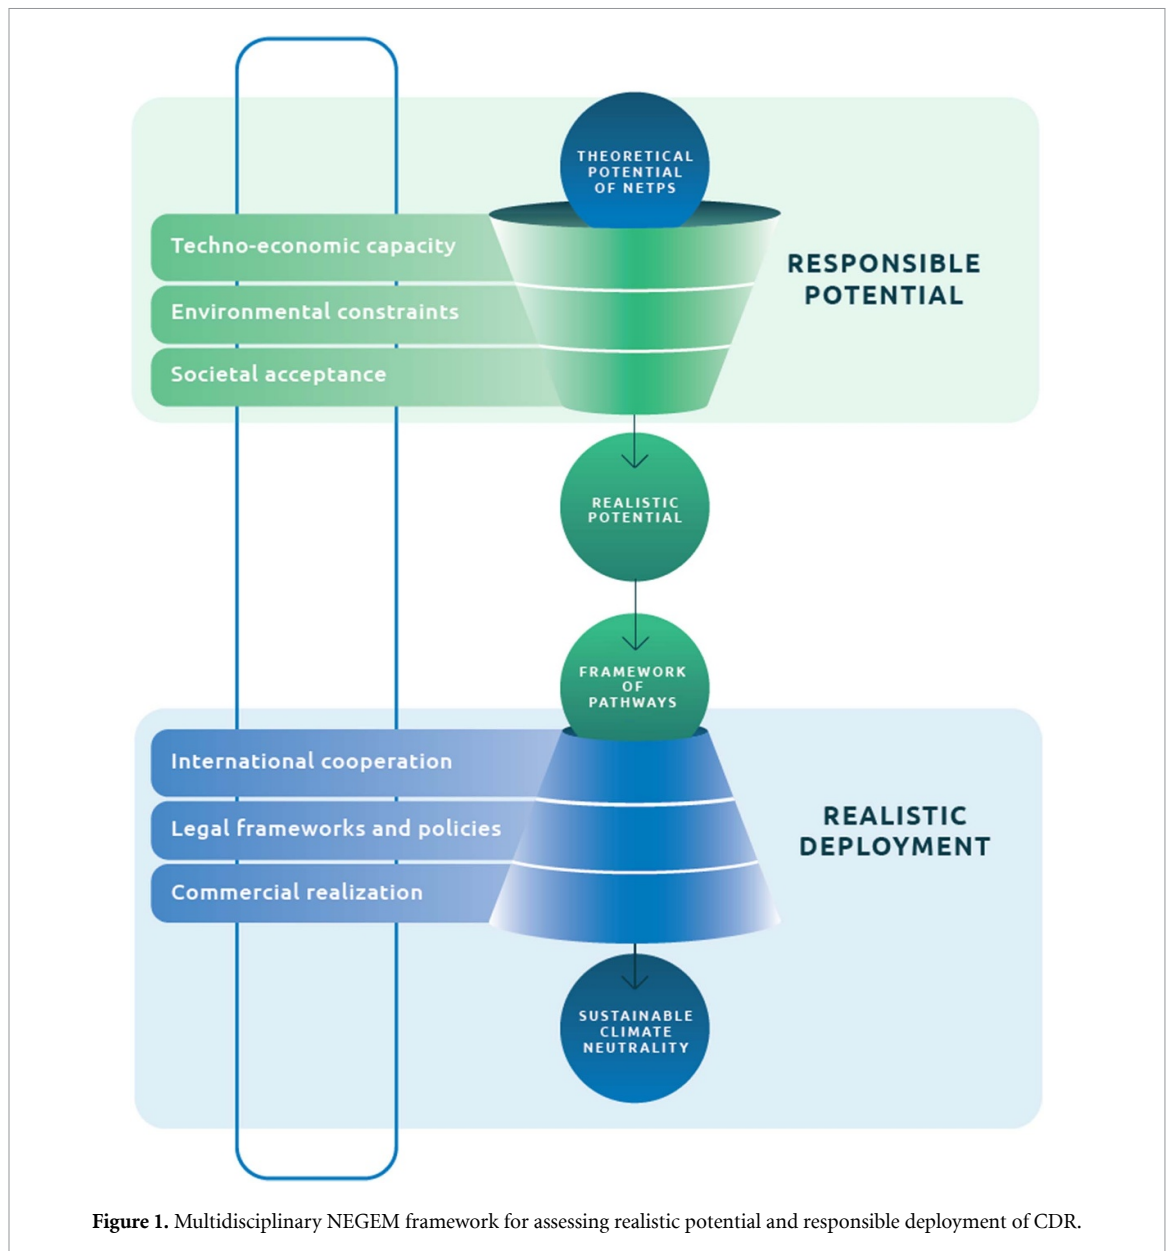 THEORETICAL
POTENTIAL
OF NETPS
Techno-economic capacity
Environmental constraints
Societal acceptance
RESPONSIBLE
POTENTIAL
REALISTIC
POTENTIAL
FRAMEWORK
OF
PATHWAYS
International cooperation
Legal frameworks and policies
Commercial realization
REALISTIC
DEPLOYMENT
SUSTAINABLE
CLIMATE
NEUTRALITY
Figure 1. Multidisciplinary NEGEM framework for assessing realistic potential and responsible deployment of CDR.